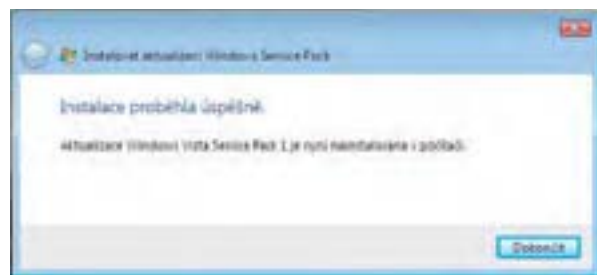 Instalovat aktualizaci Windows Service Pack
Instalace proběhla úspěšně.
Aktualizace Windows Vista Service Pack 1 je nyní nainstalována v počítači.
Dokončit